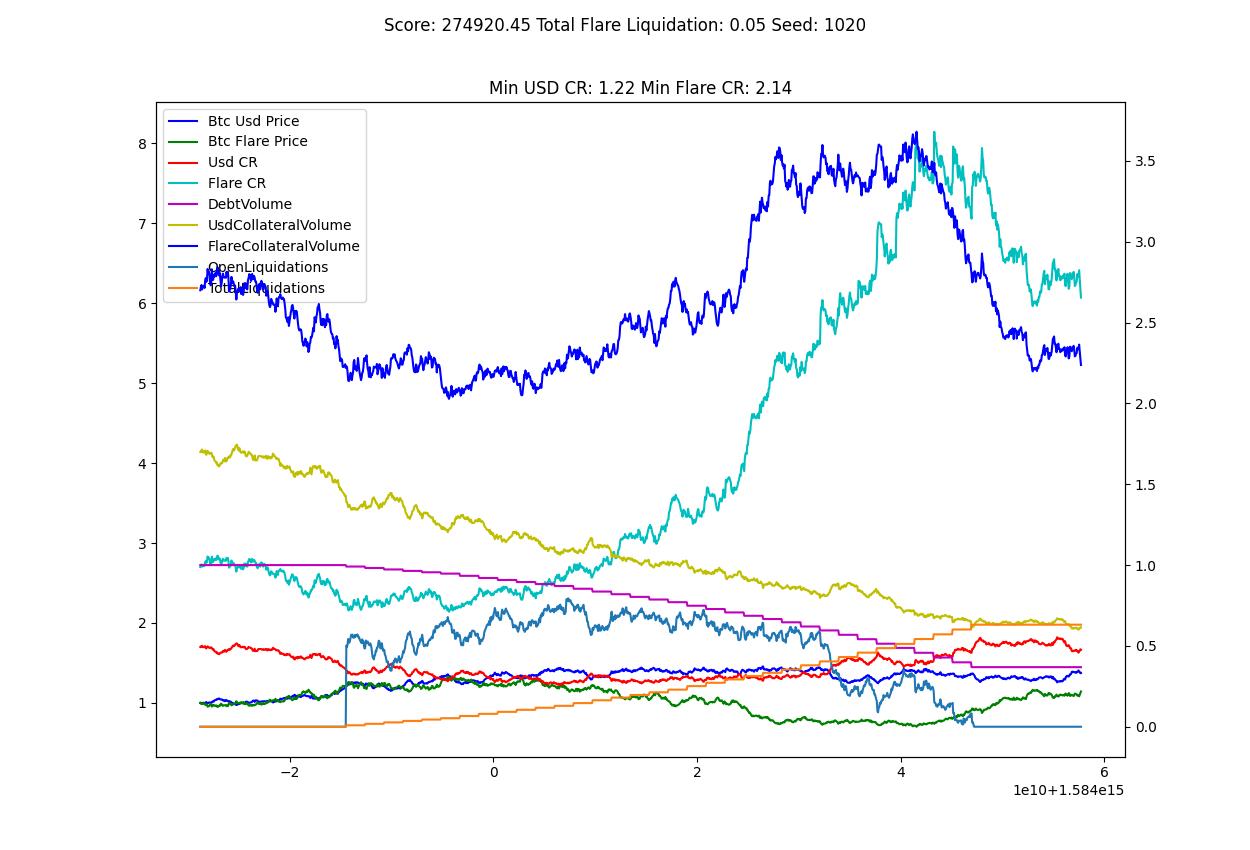 Score: 274920.45 Total Flare Liquidation: 0.05 Seed: 1020
Min USD CR: 1.22 Min Flare CR: 2.14
Btc Usd Price
Btc Flare Price
Usd CR
Flare CR
DebtVolume
UsdCollateralVolume
FlareCollateralVolume
OpenLiquidations
TotalLiquidations
8
7
6
5
4
3
2
1
3.5
3.0
2.5
2.0
1.5
1.0
0.5
0.0
−2
0
2
4
6
1e10+1.584e15